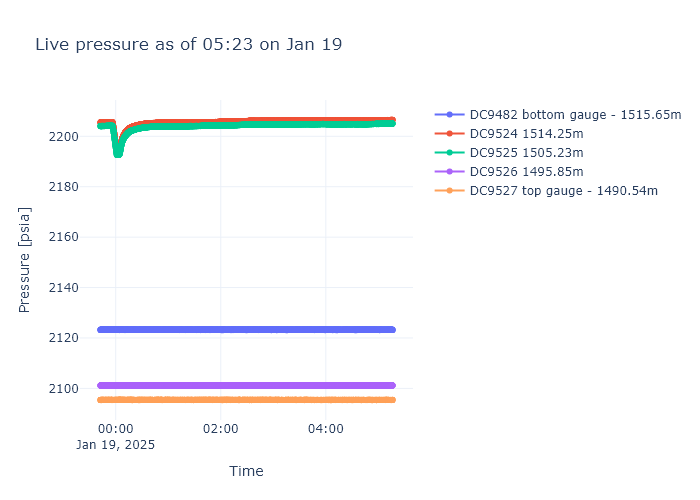 Live pressure as of 05:23 on Jan 19
DC9482 bottom gauge - 1515.65m
DC9524 1514.25m
DC9525 1505.23m
DC9526 1495.85m
DC9527 top gauge - 1490.54m
Pressure [psia]
2200
2180
2160
2140
2120
2100
00:00 02:00 04:00
Jan 19, 2025
Time